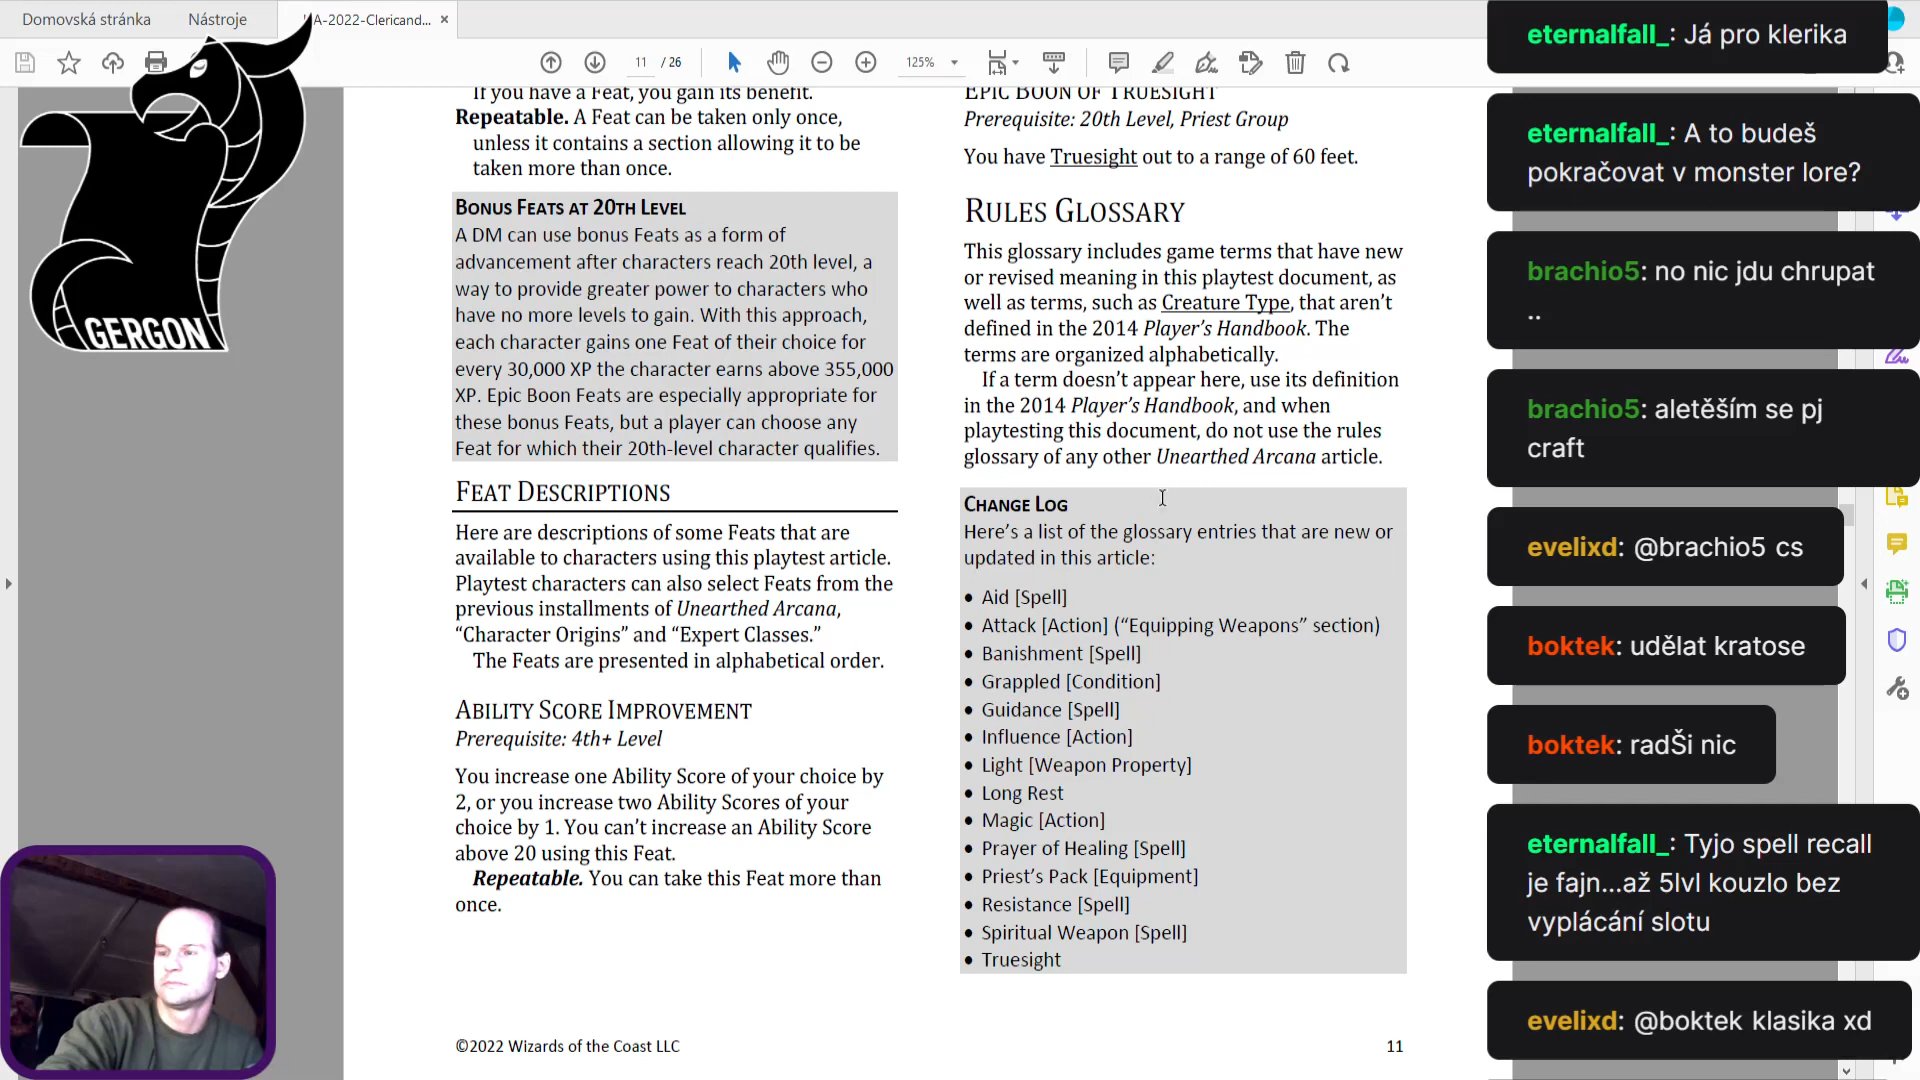 Domovská stránka
Nástroje
A-2022-Clericand...
11 / 26
125%
If you have a Feat, you gain its benefit.
Repeatable. A Feat can be taken only once,
unless it contains a section allowing it to be
taken more than once.
BONUS FEATS AT 20TH LEVEL
A DM can use bonus Feats as a form of
advancement after characters reach 20th level, a
way to provide greater power to characters who
have no more levels to gain. With this approach,
each character gains one Feat of their choice for
every 30,000 XP the character earns above 355,000
XP. Epic Boon Feats are especially appropriate for
these bonus Feats, but a player can choose any
Feat for which their 20th-level character qualifies.
FEAT DESCRIPTIONS
Here are descriptions of some Feats that are
available to characters using this playtest article.
Playtest characters can also select Feats from the
previous installments of Unearthed Arcana,
“Character Origins” and “Expert Classes.”
The Feats are presented in alphabetical order.
ABILITY SCORE IMPROVEMENT
Prerequisite: 4th+ Level
You increase one Ability Score of your choice by
2, or you increase two Ability Scores of your
choice by 1. You can’t increase an Ability Score
above 20 using this Feat.
Repeatable. You can take this Feat more than
once.
©2022 Wizards of the Coast LLC
EPIC BOON OF TRUESIGHT
Prerequisite: 20th Level, Priest Group
You have Truesight out to a range of 60 feet.
RULES GLOSSARY
This glossary includes game terms that have new
or revised meaning in this playtest document, as
well as terms, such as Creature Type, that aren’t
defined in the 2014 Player’s Handbook. The
terms are organized alphabetically.
If a term doesn’t appear here, use its definition
in the 2014 Player’s Handbook, and when
playtesting this document, do not use the rules
glossary of any other Unearthed Arcana article.
CHANGE LOG
Here’s a list of the glossary entries that are new or
updated in this article:
• Aid [Spell]
• Attack [Action] (“Equipping Weapons” section)
• Banishment [Spell]
• Grappled [Condition]
• Guidance [Spell]
• Influence [Action]
• Light [Weapon Property]
• Long Rest
• Magic [Action]
• Prayer of Healing [Spell]
• Priest’s Pack [Equipment]
• Resistance [Spell]
• Spiritual Weapon [Spell]
• Truesight
11
GERGON
eternalfall_: Já pro klerika
eternalfall_: A to budeš
pokračovat v monster lore?
brachio5: no nic jdu chrupat
..
brachio5: aletěším se pj
craft
evelixd: @brachio5 cs
boktek: udělat kratose
boktek: radŠi nic
eternalfall_: Tyjo spell recall
je fajn...až 5lvl kouzlo bez
vyplácání slotu
evelixd: @boktek klasika xd